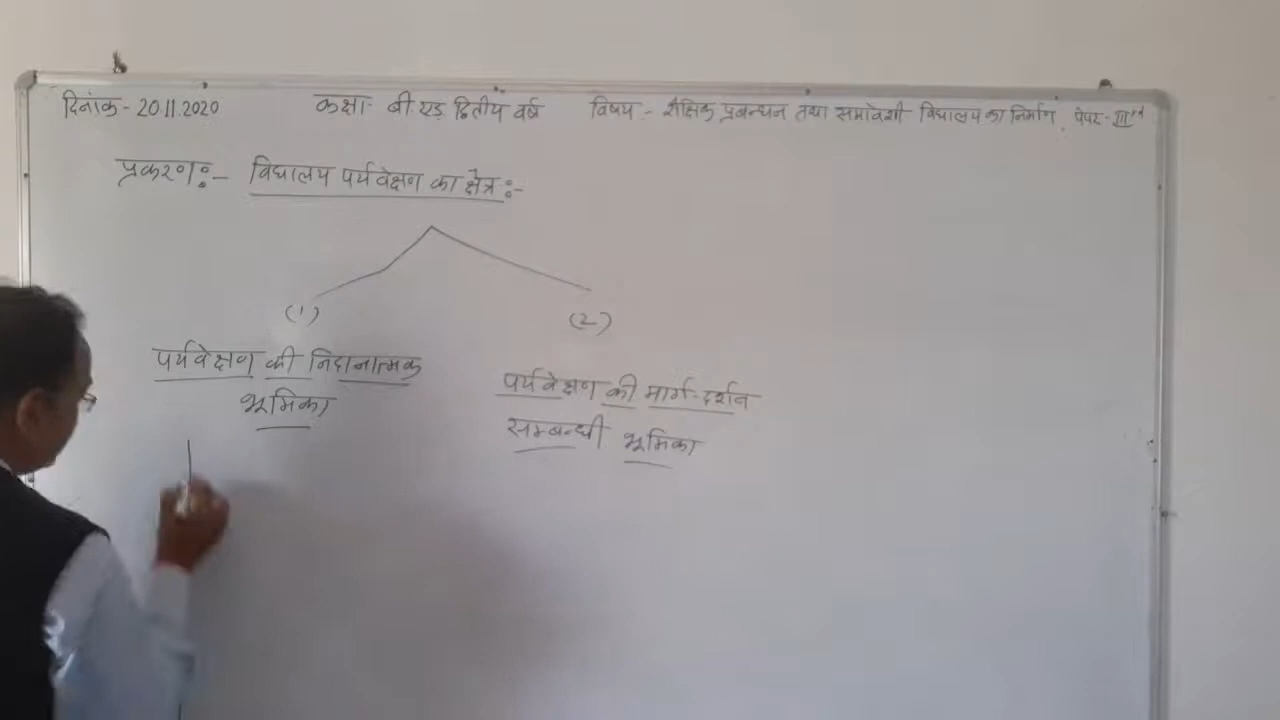 दिनांक - 20.11.2020 कक्षा - बी.एड़ द्वितीय वर्ष विषय - शैक्षिक प्रबन्धन तथा समावेशी विद्यालय का निर्माण, पेपर - IIIrd
प्रकरण:- विद्यालय पर्यवेक्षण का क्षेत्र:-
(1)
(2)
पर्यवेक्षण की निदानात्मक
भूमिका
पर्यवेक्षण की मार्ग-दर्शन
सम्बन्धी भूमिका